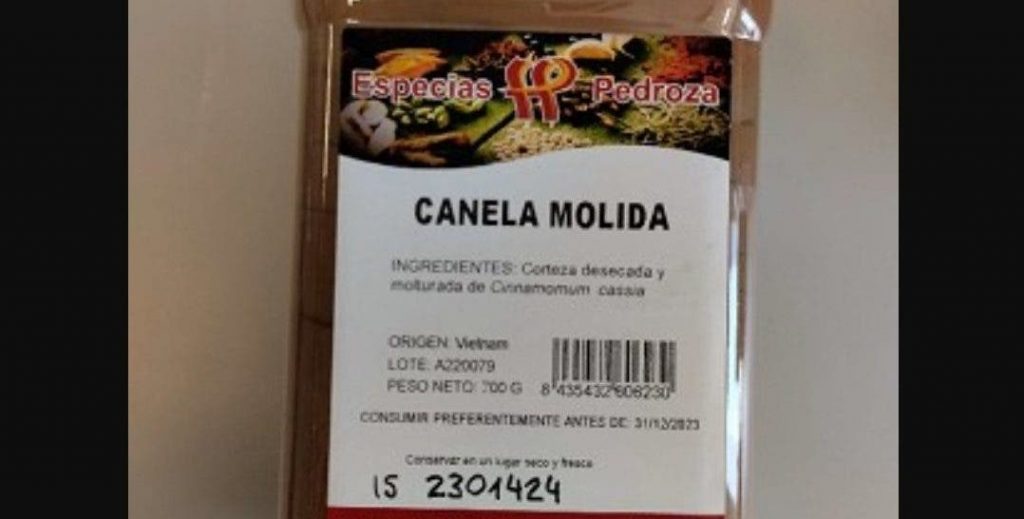 Especias Pedroza
CANELA MOLIDA
INGREDIENTES: Corteza desecada y
molturada de Cinnamomum cassia
ORIGEN: Vietnam
LOTE: A220079
PESO NETO: 700 G
8 435432 606230
CONSUMIR PREFERENTEMENTE ANTES DE: 31/12/2023
Conservar en un lugar seco y fresco
IS 2301424